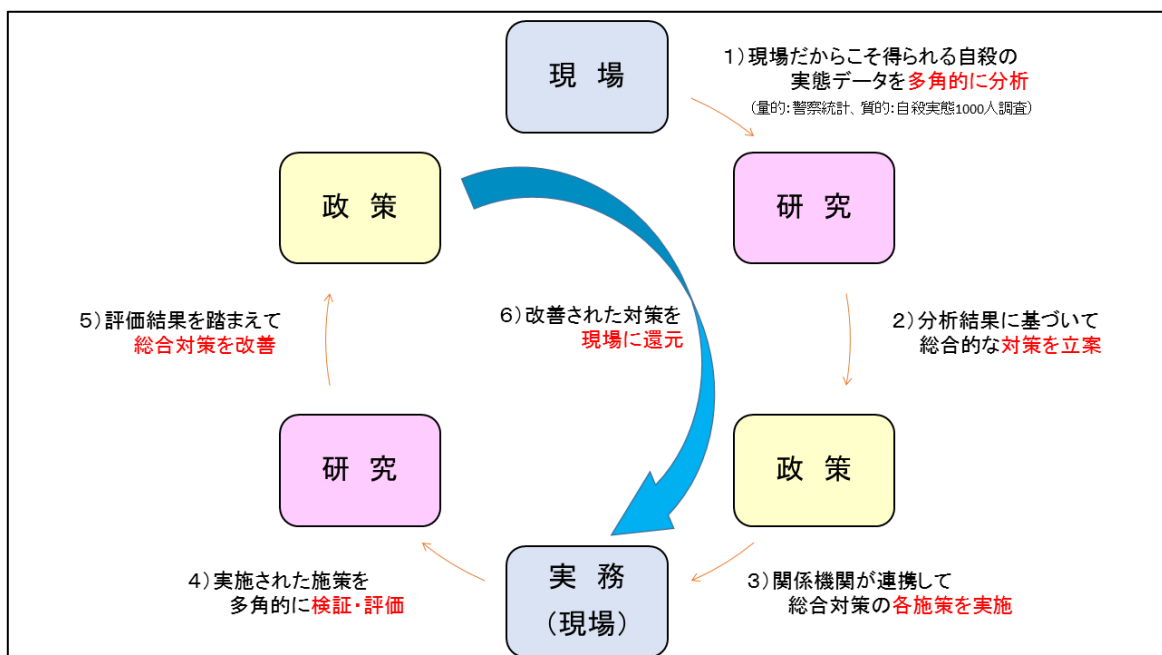 現 場
1）現場だからこそ得られる自殺の
実態データを多角的に分析
（量的：警察統計、質的：自殺実態1000人調査）
研 究
2）分析結果に基づいて
総合的な対策を立案
政 策
3）関係機関が連携して
総合対策の各施策を実施
実 務
（現場）
4）実施された施策を
多角的に検証・評価
研 究
5）評価結果を踏まえて
総合対策を改善
政 策
6）改善された対策を
現場に還元